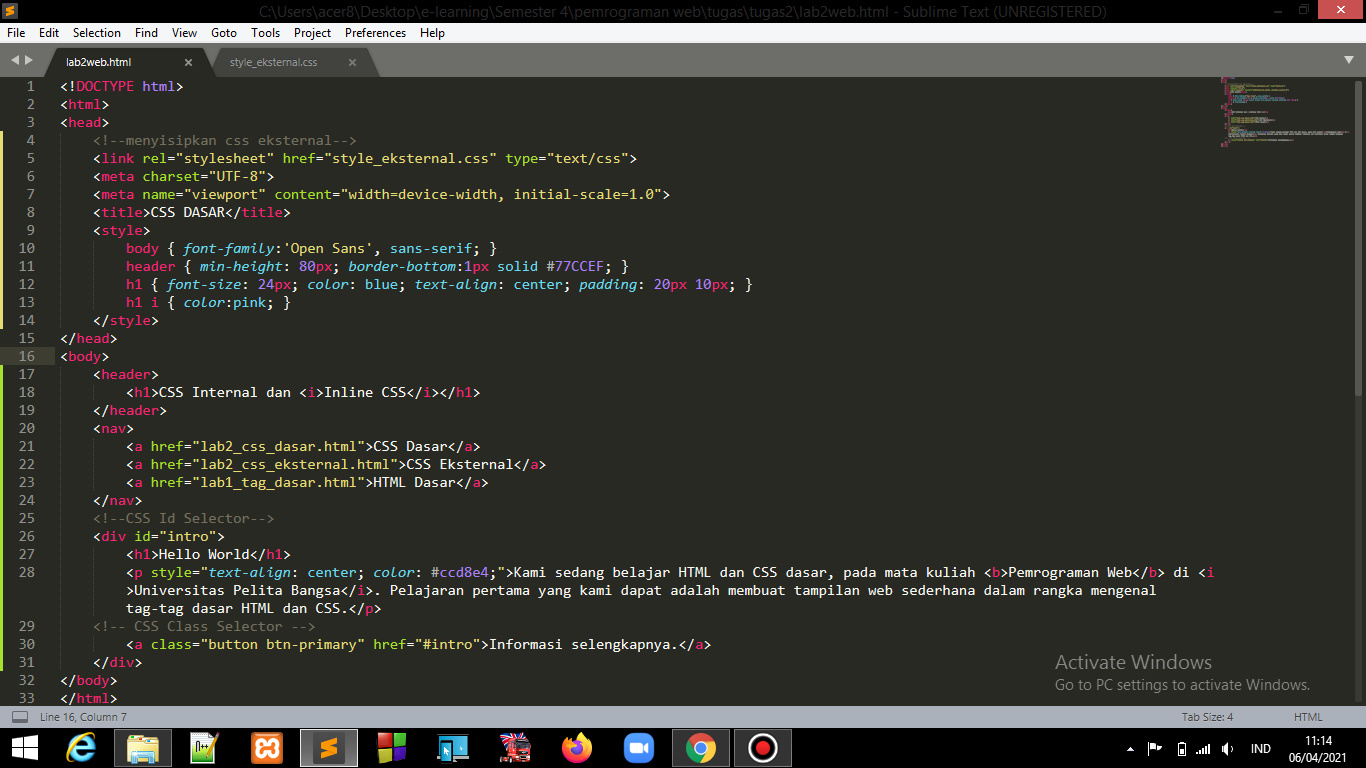 C:\Users\acer8\Desktop\e-learning\Semester 4\pemrograman web\tugas\tugas2\lab2web.html - Sublime Text (UNREGISTERED)
File Edit Selection Find View Goto Tools Project Preferences Help
lab2web.html style_eksternal.css
1 <!DOCTYPE html>
2 <html>
3 <head>
4 <!--menyisipkan css eksternal-->
5 <link rel="stylesheet" href="style_eksternal.css" type="text/css">
6 <meta charset="UTF-8">
7 <meta name="viewport" content="width=device-width, initial-scale=1.0">
8 <title>CSS DASAR</title>
9 <style>
10 body { font-family:'Open Sans', sans-serif; }
11 header { min-height: 80px; border-bottom:1px solid #77CCEF; }
12 h1 { font-size: 24px; color: blue; text-align: center; padding: 20px 10px; }
13 h1 i { color:pink; }
14 </style>
15 </head>
16 <body>
17 <header>
18 <h1>CSS Internal dan <i>Inline CSS</i></h1>
19 </header>
20 <nav>
21 <a href="lab2_css_dasar.html">CSS Dasar</a>
22 <a href="lab2_css_eksternal.html">CSS Eksternal</a>
23 <a href="lab1_tag_dasar.html">HTML Dasar</a>
24 </nav>
25 <!--CSS Id Selector-->
26 <div id="intro">
27 <h1>Hello World</h1>
28 <p style="text-align: center; color: #ccd8e4;">Kami sedang belajar HTML dan CSS dasar, pada mata kuliah <b>Pemrograman Web</b> di <i
>Universitas Pelita Bangsa</i>. Pelajaran pertama yang kami dapat adalah membuat tampilan web sederhana dalam rangka mengenal
tag-tag dasar HTML dan CSS.</p>
29 <!-- CSS Class Selector -->
30 <a class="button btn-primary" href="#intro">Informasi selengkapnya.</a>
31 </div>
32 </body>
33 </html>
Activate Windows
Go to PC settings to activate Windows.
Line 16, Column 7 Tab Size: 4 HTML
IND 11:14
06/04/2021